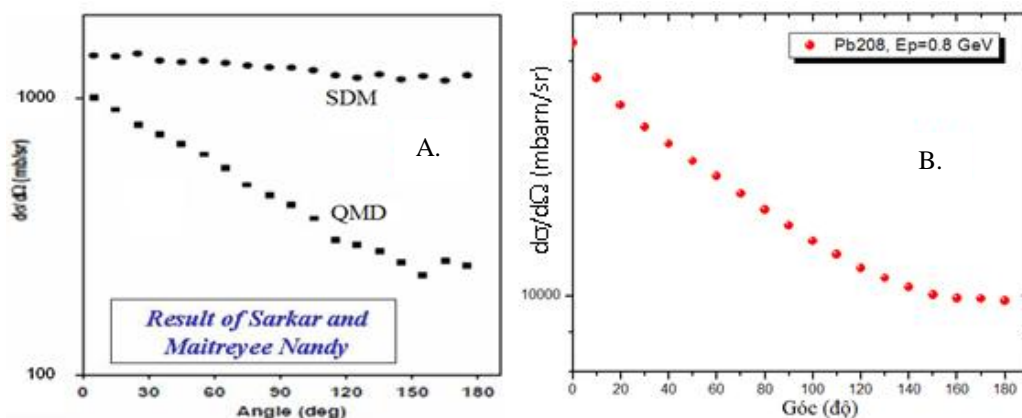 1000
SDM
A.
dσ/dΩ (mb/sr)
QMD
Result of Sarkar and
Maitreyee Nandy
100
0 30 60 90 120 150 180
Angle (deg)
Pb208, Ep=0.8 GeV
B.
dσ/dΩ (mbarn/sr)
10000
0 20 40 60 80 100 120 140 160 180
Góc (độ)